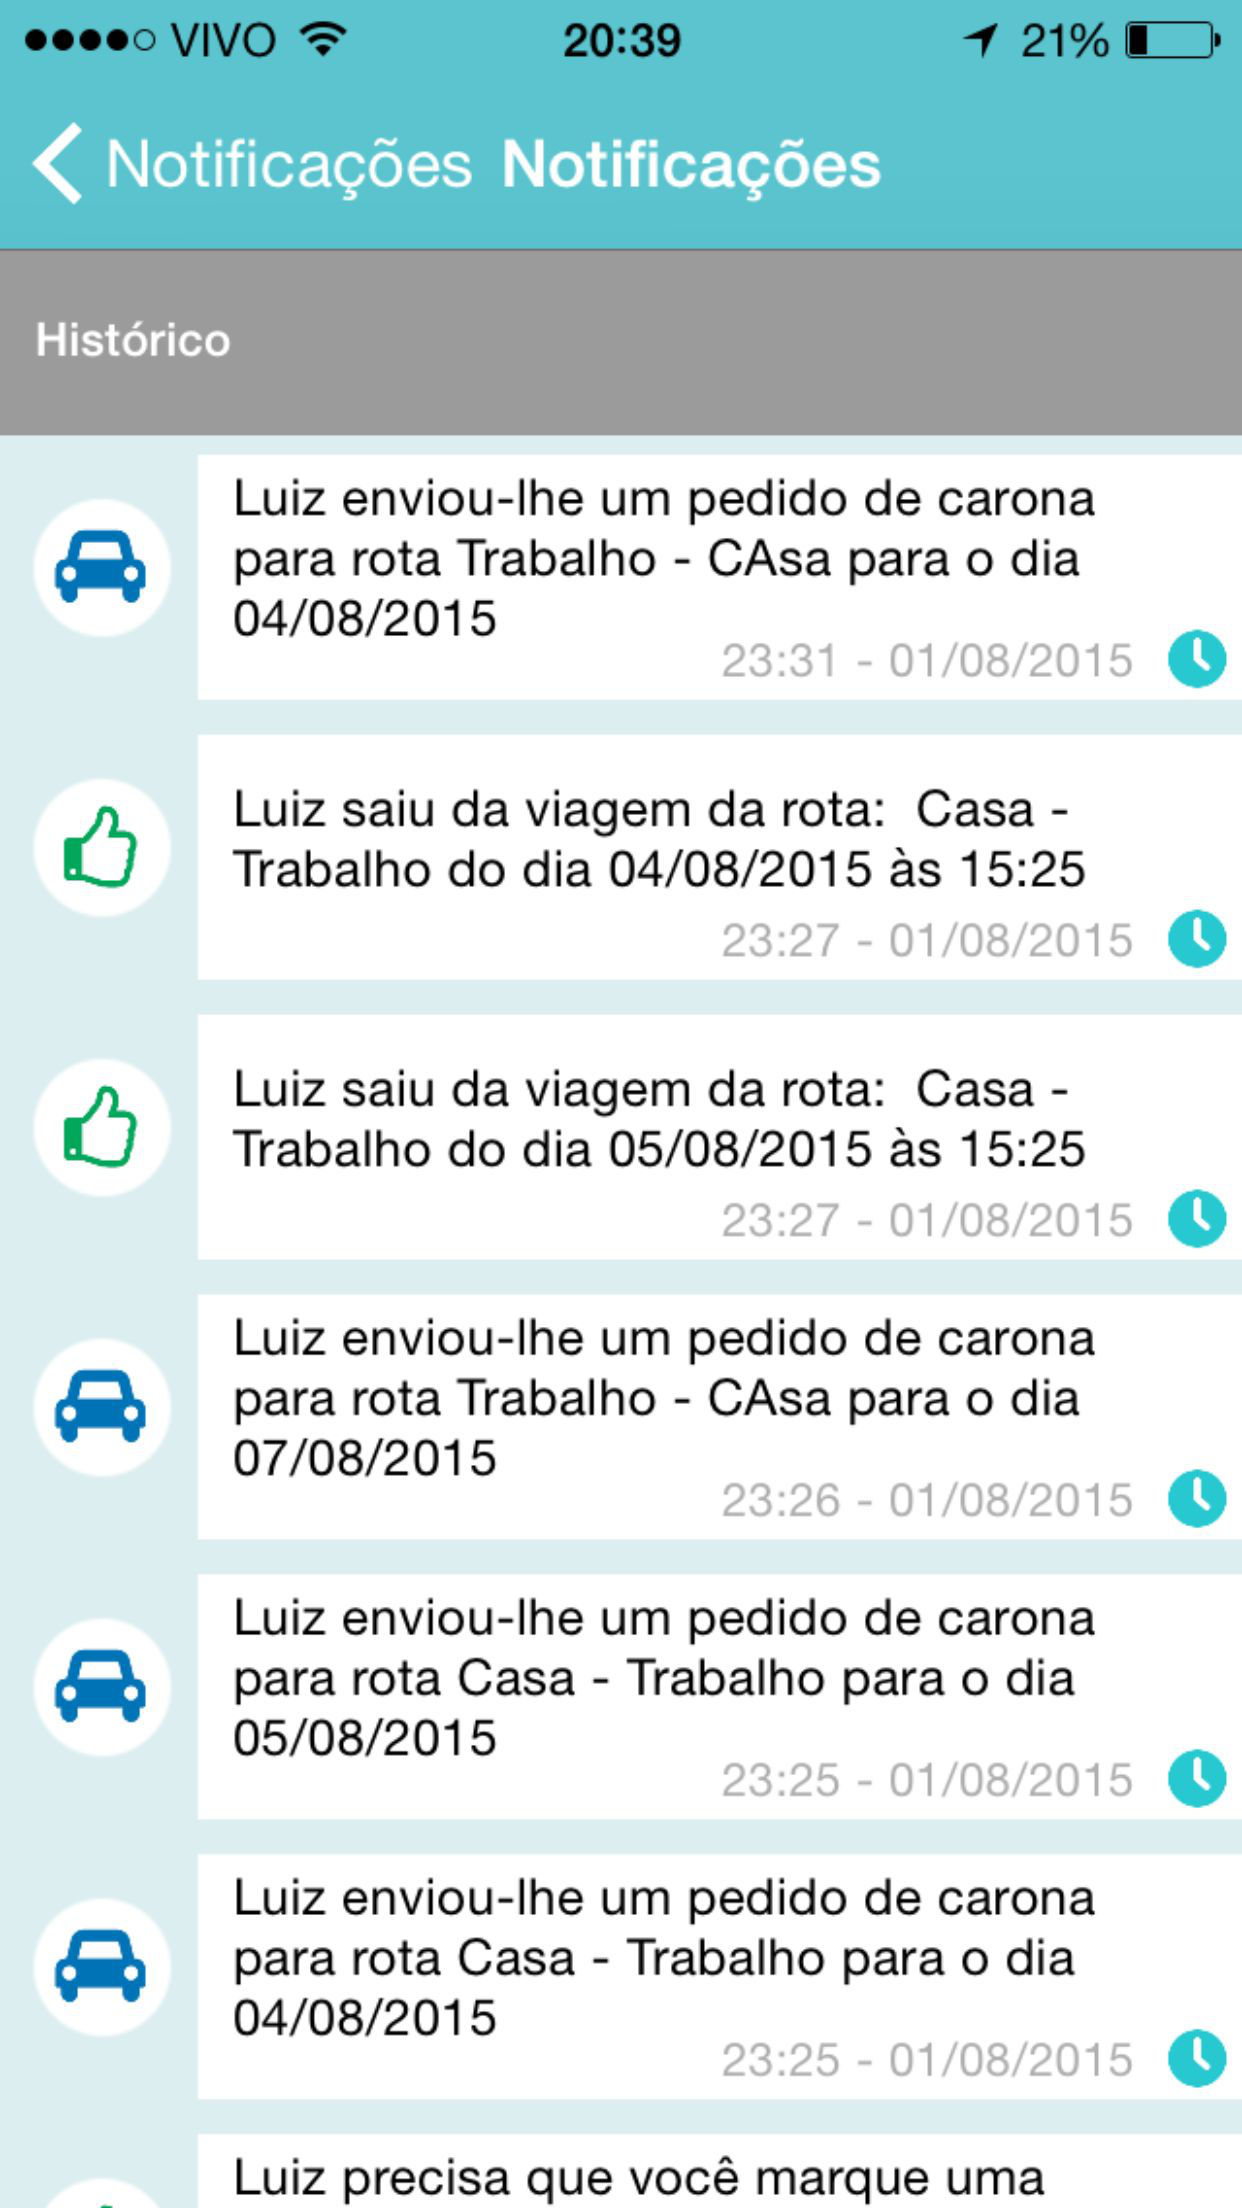 VIVO 20:39 21%
Notificações Notificações
Histórico
Luiz enviou-lhe um pedido de carona
para rota Trabalho - CAsa para o dia
04/08/2015
23:31 - 01/08/2015
Luiz saiu da viagem da rota:  Casa -
Trabalho do dia 04/08/2015 às 15:25
23:27 - 01/08/2015
Luiz saiu da viagem da rota:  Casa -
Trabalho do dia 05/08/2015 às 15:25
23:27 - 01/08/2015
Luiz enviou-lhe um pedido de carona
para rota Trabalho - CAsa para o dia
07/08/2015
23:26 - 01/08/2015
Luiz enviou-lhe um pedido de carona
para rota Casa - Trabalho para o dia
05/08/2015
23:25 - 01/08/2015
Luiz enviou-lhe um pedido de carona
para rota Casa - Trabalho para o dia
04/08/2015
23:25 - 01/08/2015
Luiz precisa que você marque uma